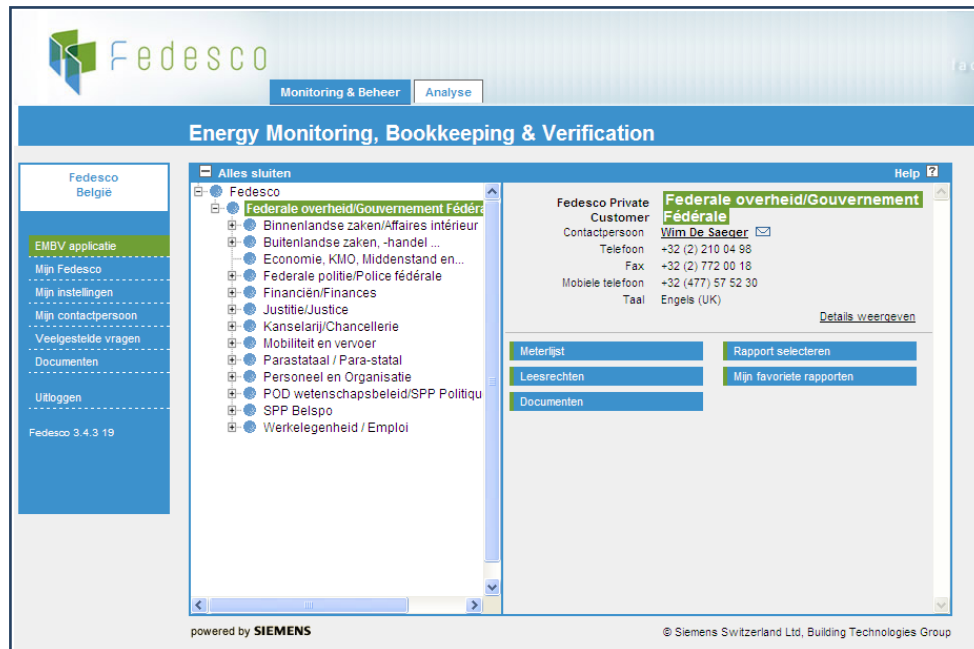 Fedesco
Monitoring & Beheer
Analyse
Energy Monitoring, Bookkeeping & Verification
Fedesco
België
EMBV applicatie
Mijn Fedesco
Mijn instellingen
Mijn contactpersoon
Veelgestelde vragen
Documenten
Uitloggen
Fedesco 3.4.3 19
Alles sluiten
Help ?
Fedesco
Federale overheid/Gouvernement Fédéra
Binnenlandse zaken/Affaires intérieur
Buitenlandse zaken, -handel ...
Economie, KMO, Middenstand en...
Federale politie/Police fédérale
Financiën/Finances
Justitie/Justice
Kanselarij/Chancellerie
Mobiliteit en vervoer
Parastataal / Para-statal
Personeel en Organisatie
POD wetenschapsbeleid/SPP Politiqu
SPP Belspo
Werkelegenheid / Emploi
Fedesco Private
Customer
Federale overheid/Gouvernement
Fédérale
Contactpersoon Wim De Saeger
Telefoon +32 (2) 210 04 98
Fax +32 (2) 772 00 18
Mobiele telefoon +32 (477) 57 52 30
Taal Engels (UK)
Details weergeven
Meterlijst
Rapport selecteren
Leesrechten
Mijn favoriete rapporten
Documenten
powered by SIEMENS
© Siemens Switzerland Ltd, Building Technologies Group